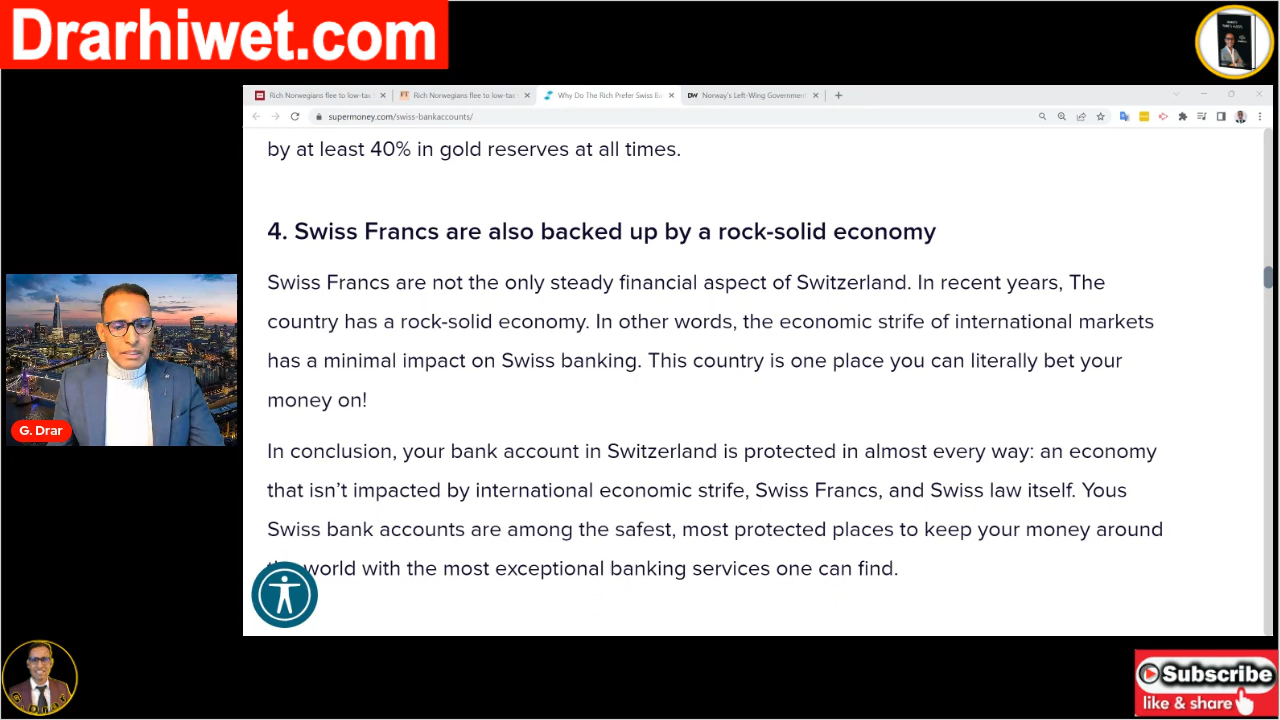 Drarhiwet.com
Rich Norwegians flee to low-tax
Rich Norwegians flee to low-tax
Why Do The Rich Prefer Swiss Ba
DW Norway's Left-Wing Government
supermoney.com/swiss-bankaccounts/
by at least 40% in gold reserves at all times.
4. Swiss Francs are also backed up by a rock-solid economy
Swiss Francs are not the only steady financial aspect of Switzerland. In recent years, The
country has a rock-solid economy. In other words, the economic strife of international markets
has a minimal impact on Swiss banking. This country is one place you can literally bet your
money on!
In conclusion, your bank account in Switzerland is protected in almost every way: an economy
that isn't impacted by international economic strife, Swiss Francs, and Swiss law itself. Yous
Swiss bank accounts are among the safest, most protected places to keep your money around
world with the most exceptional banking services one can find.
G. Drar
G. Drar
Subscribe
like & share